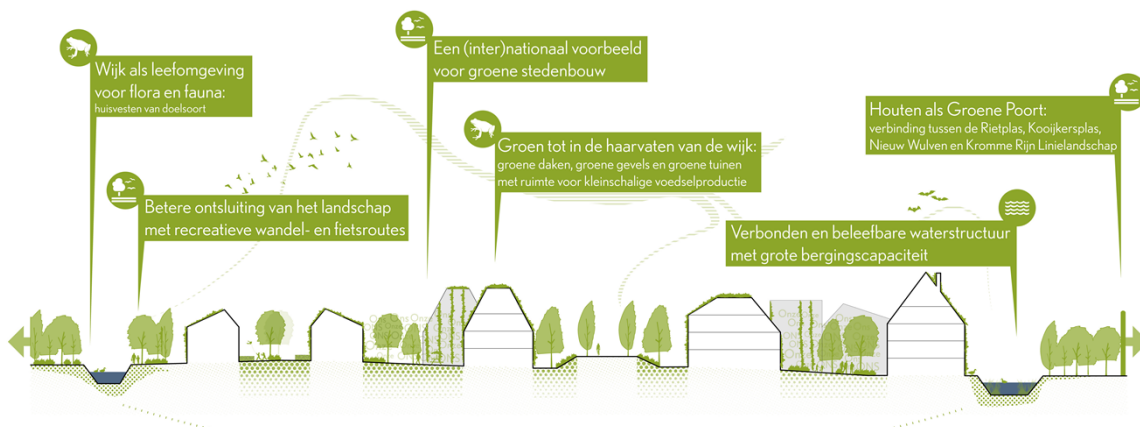 Wijk als leefomgeving
voor flora en fauna:
huisvesten van doelsoort
Betere ontsluiting van het landschap
met recreatieve wandel- en fietsroutes
Een (inter)nationaal voorbeeld
voor groene stedenbouw
Groen tot in de haarvaten van de wijk:
groene daken, groene gevels en groene tuinen
met ruimte voor kleinschalige voedselproductie
Verbonden en beleefbare waterstructuur
met grote bergingscapaciteit
Houten als Groene Poort:
verbinding tussen de Rietplas, Kooijkersplas,
Nieuw Wulven en Kromme Rijn Linielandschap